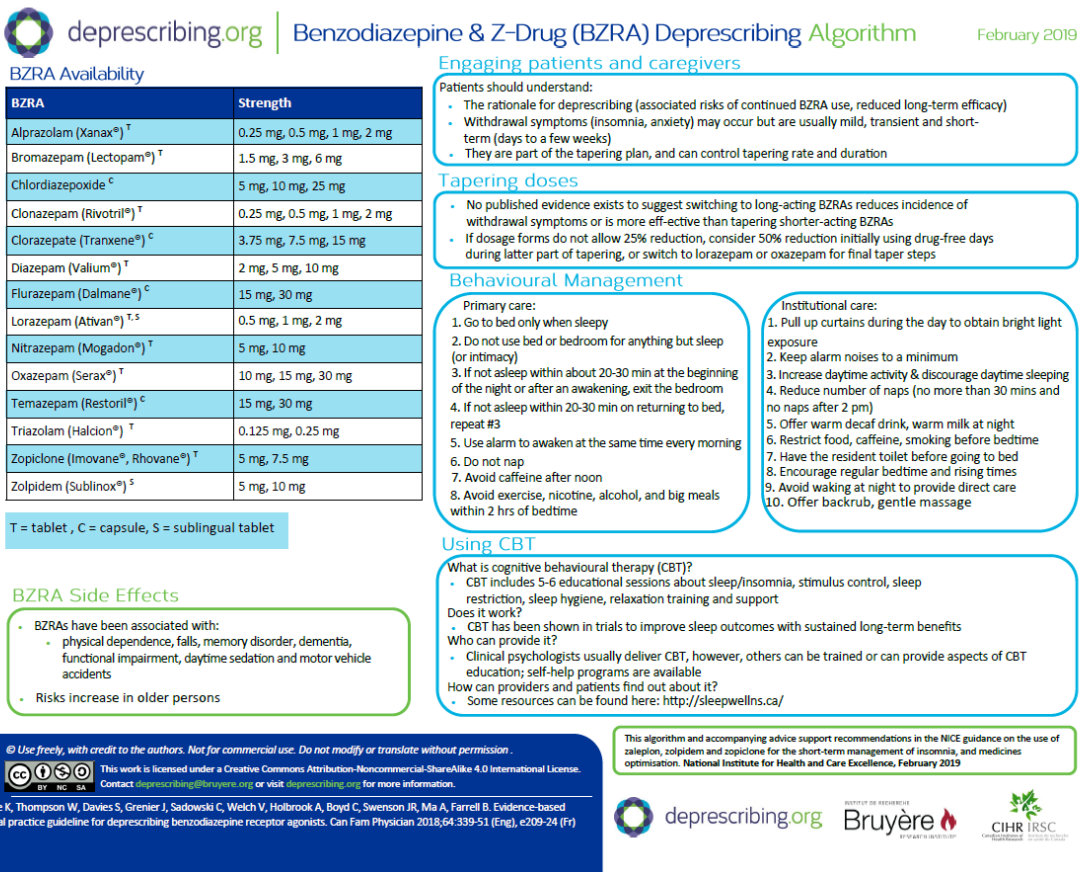 deprescribing.org
Benzodiazepine & Z-Drug (BZRA) Deprescribing Algorithm
February 2019
BZRA Availability
BZRA Strength
Alprazolam (Xanax®) T 0.25 mg, 0.5 mg, 1 mg, 2 mg
Bromazepam (Lectopam®) T 1.5 mg, 3 mg, 6 mg
Chlordiazepoxide C 5 mg, 10 mg, 25 mg
Clonazepam (Rivotril®) T 0.25 mg, 0.5 mg, 1 mg, 2 mg
Clorazepate (Tranxene®) C 3.75 mg, 7.5 mg, 15 mg
Diazepam (Valium®) T 2 mg, 5 mg, 10 mg
Flurazepam (Dalmane®) C 15 mg, 30 mg
Lorazepam (Ativan®) T, S 0.5 mg, 1 mg, 2 mg
Nitrazepam (Mogadon®) T 5 mg, 10 mg
Oxazepam (Serax®) T 10 mg, 15 mg, 30 mg
Temazepam (Restoril®) C 15 mg, 30 mg
Triazolam (Halcion®) T 0.125 mg, 0.25 mg
Zopiclone (Imovane®, Rhovane®) T 5 mg, 7.5 mg
Zolpidem (Sublinox®) S 5 mg, 10 mg
T = tablet , C = capsule, S = sublingual tablet
BZRA Side Effects
• BZRAs have been associated with:
• physical dependence, falls, memory disorder, dementia,
functional impairment, daytime sedation and motor vehicle
accidents
• Risks increase in older persons
Engaging patients and caregivers
Patients should understand:
• The rationale for deprescribing (associated risks of continued BZRA use, reduced long-term efficacy)
• Withdrawal symptoms (insomnia, anxiety) may occur but are usually mild, transient and short-
term (days to a few weeks)
• They are part of the tapering plan, and can control tapering rate and duration
Tapering doses
• No published evidence exists to suggest switching to long-acting BZRAs reduces incidence of
withdrawal symptoms or is more eff-ective than tapering shorter-acting BZRAs
• If dosage forms do not allow 25% reduction, consider 50% reduction initially using drug-free days
during latter part of tapering, or switch to lorazepam or oxazepam for final taper steps
Behavioural Management
Primary care:
1. Go to bed only when sleepy
2. Do not use bed or bedroom for anything but sleep
(or intimacy)
3. If not asleep within about 20-30 min at the beginning
of the night or after an awakening, exit the bedroom
4. If not asleep within 20-30 min on returning to bed,
repeat #3
5. Use alarm to awaken at the same time every morning
6. Do not nap
7. Avoid caffeine after noon
8. Avoid exercise, nicotine, alcohol, and big meals
within 2 hrs of bedtime
Institutional care:
1. Pull up curtains during the day to obtain bright light
exposure
2. Keep alarm noises to a minimum
3. Increase daytime activity & discourage daytime sleeping
4. Reduce number of naps (no more than 30 mins and
no naps after 2 pm)
5. Offer warm decaf drink, warm milk at night
6. Restrict food, caffeine, smoking before bedtime
7. Have the resident toilet before going to bed
8. Encourage regular bedtime and rising times
9. Avoid waking at night to provide direct care
10. Offer backrub, gentle massage
Using CBT
What is cognitive behavioural therapy (CBT)?
• CBT includes 5-6 educational sessions about sleep/insomnia, stimulus control, sleep
restriction, sleep hygiene, relaxation training and support
Does it work?
• CBT has been shown in trials to improve sleep outcomes with sustained long-term benefits
Who can provide it?
• Clinical psychologists usually deliver CBT, however, others can be trained or can provide aspects of CBT
education; self-help programs are available
How can providers and patients find out about it?
• Some resources can be found here: http://sleepwellns.ca/
© Use freely, with credit to the authors. Not for commercial use. Do not modify or translate without permission .
cc BY NC SA
This work is licensed under a Creative Commons Attribution-Noncommercial-ShareAlike 4.0 International License.
Contact deprescribing@bruyere.org or visit deprescribing.org for more information.
e K, Thompson W, Davies S, Grenier J, Sadowski C, Welch V, Holbrook A, Boyd C, Swenson JR, Ma A, Farrell B. Evidence-based
al practice guideline for deprescribing benzodiazepine receptor agonists. Can Fam Physician 2018;64:339-51 (Eng), e209-24 (Fr)
This algorithm and accompanying advice support recommendations in the NICE guidance on the use of
zaleplon, zolpidem and zopiclone for the short-term management of insomnia, and medicines
optimisation. National Institute for Health and Care Excellence, February 2019
deprescribing.org
INSTITUT DE RECHERCHE
Bruyère
RESEARCH INSTITUTE
CIHR IRSC